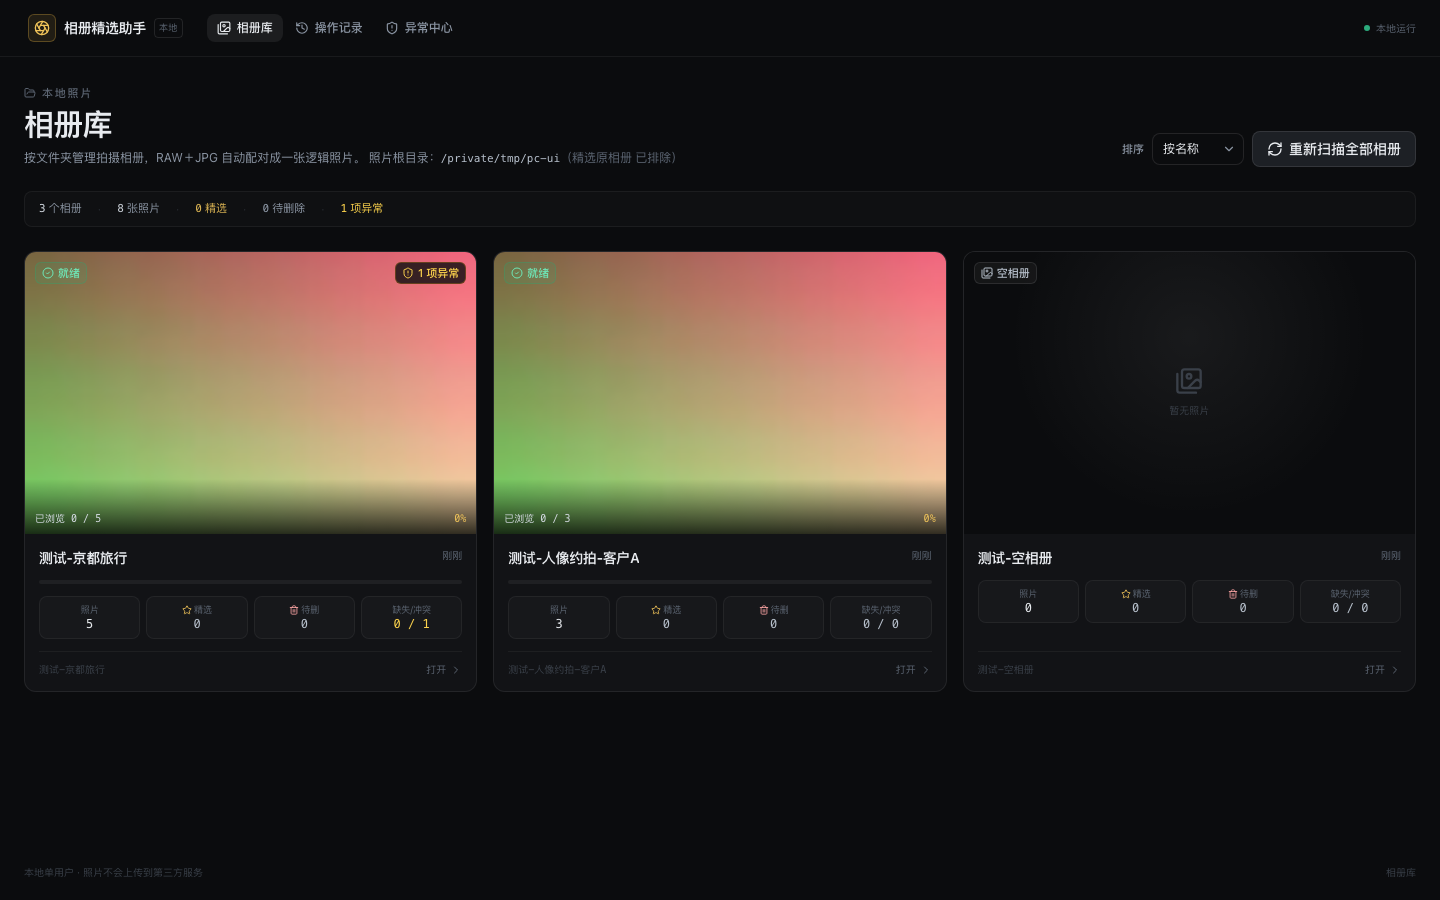 相册精选助手 本地 相册库 操作记录 异常中心 本地运行
本地照片
相册库
按文件夹管理拍摄相册，RAW+JPG 自动配对成一张逻辑照片。 照片根目录：/private/tmp/pc-ui（精选原相册 已排除）
排序 按名称 重新扫描全部相册
3 个相册 · 8 张照片 · 0 精选 · 0 待删除 · 1 项异常
就绪 1 项异常
已浏览 0 / 5 0%
测试-京都旅行 刚刚
照片 精选 待删 缺失/冲突
5 0 0 0 / 1
测试-京都旅行 打开
就绪
已浏览 0 / 3 0%
测试-人像约拍-客户A 刚刚
照片 精选 待删 缺失/冲突
3 0 0 0 / 0
测试-人像约拍-客户A 打开
空相册
暂无照片
测试-空相册 刚刚
照片 精选 待删 缺失/冲突
0 0 0 0 / 0
测试-空相册 打开
本地单用户 · 照片不会上传到第三方服务 相册库